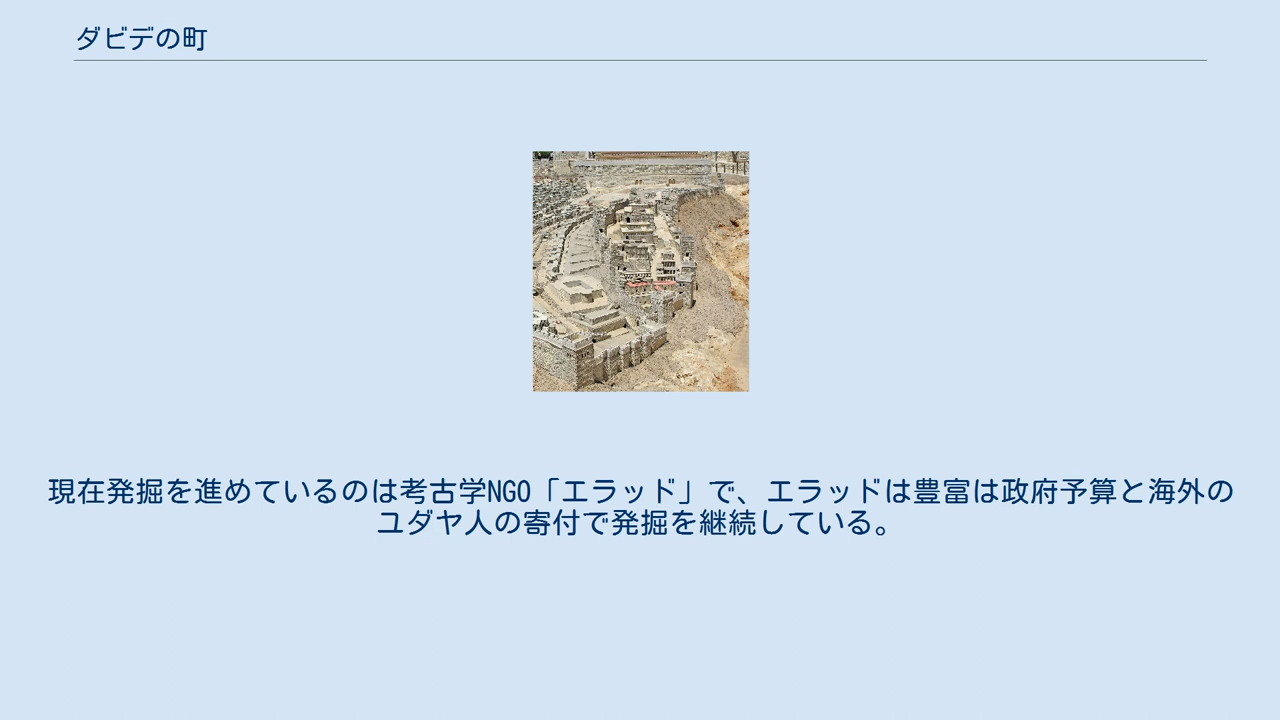 ダビデの町
現在発掘を進めているのは考古学NGO「エラッド」で、エラッドは豊富は政府予算と海外の
ユダヤ人の寄付で発掘を継続している。